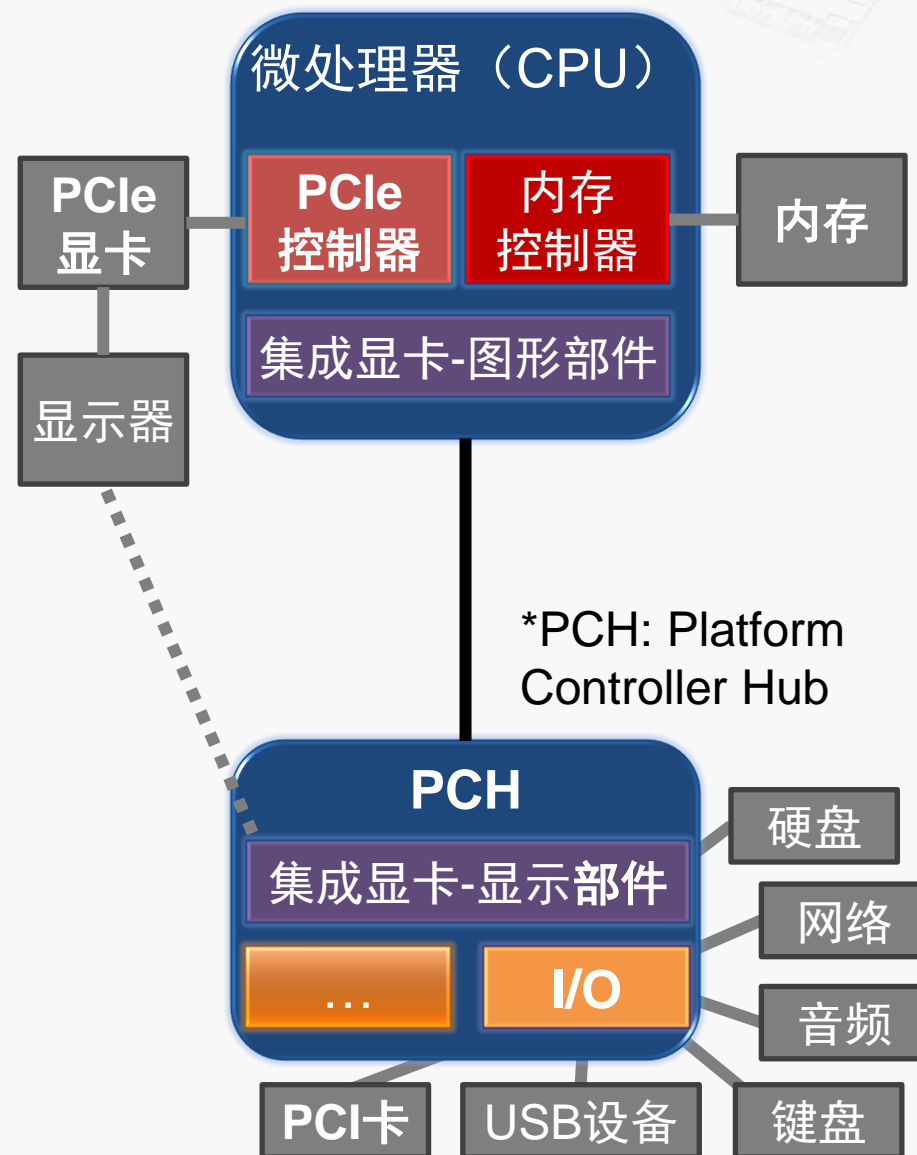 微处理器（CPU）
PCIe
显卡
PCIe
控制器
内存
控制器
内存
集成显卡-图形部件
显示器
*PCH: Platform
Controller Hub
PCH
硬盘
集成显卡-显示部件
网络
...
I/O
音频
PCI卡
USB设备
键盘